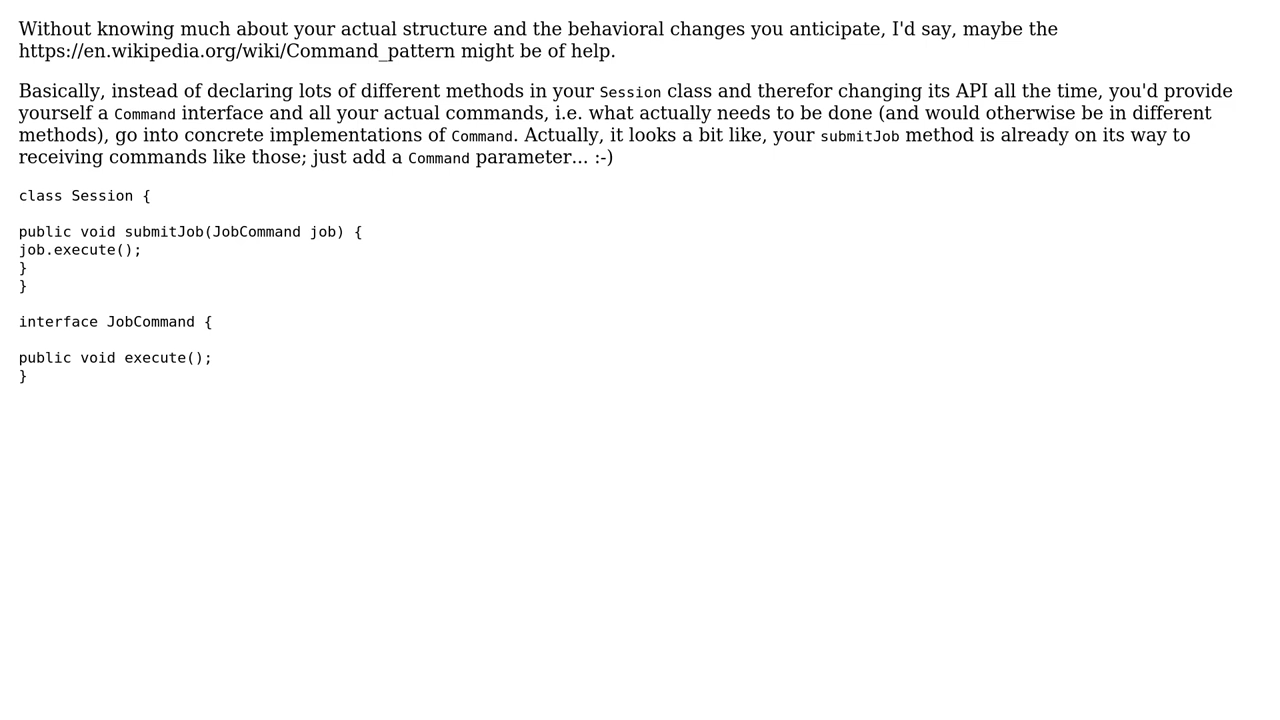 Without knowing much about your actual structure and the behavioral changes you anticipate, I'd say, maybe the
https://en.wikipedia.org/wiki/Command_pattern might be of help.
Basically, instead of declaring lots of different methods in your Session class and therefor changing its API all the time, you'd provide
yourself a Command interface and all your actual commands, i.e. what actually needs to be done (and would otherwise be in different
methods), go into concrete implementations of Command. Actually, it looks a bit like, your submitJob method is already on its way to
receiving commands like those; just add a Command parameter... :-)
class Session {
public void submitJob(JobCommand job) {
job.execute();
}
}
interface JobCommand {
public void execute();
}